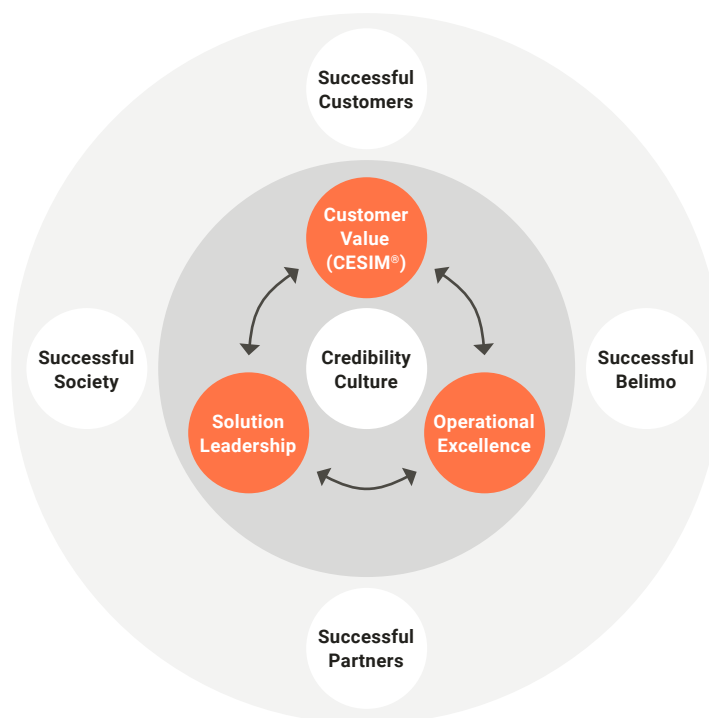 Successful
Customers
Customer
Value
(CESIM®)
Successful
Society
Credibility
Culture
Successful
Belimo
Solution
Leadership
Operational
Excellence
Successful
Partners